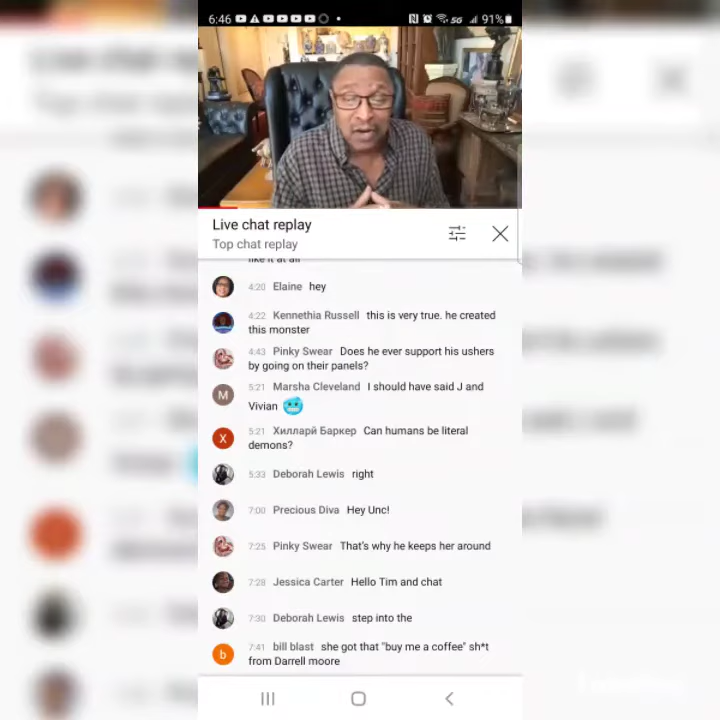 6:46
5G
91%
Live chat replay
Top chat replay
like it at all
4:20 Elaine hey
4:22 Kennethia Russell this is very true. he created
this monster
4:43 Pinky Swear Does he ever support his ushers
by going on their panels?
5:21 Marsha Cleveland I should have said J and
Vivian
M
5:21 Хилларй Баркер Can humans be literal
demons?
X
5:33 Deborah Lewis right
7:00 Precious Diva Hey Unc!
7:25 Pinky Swear That's why he keeps her around
7:28 Jessica Carter Hello Tim and chat
7:30 Deborah Lewis step into the
7:41 bill blast she got that "buy me a coffee" sh*t
from Darrell moore
b